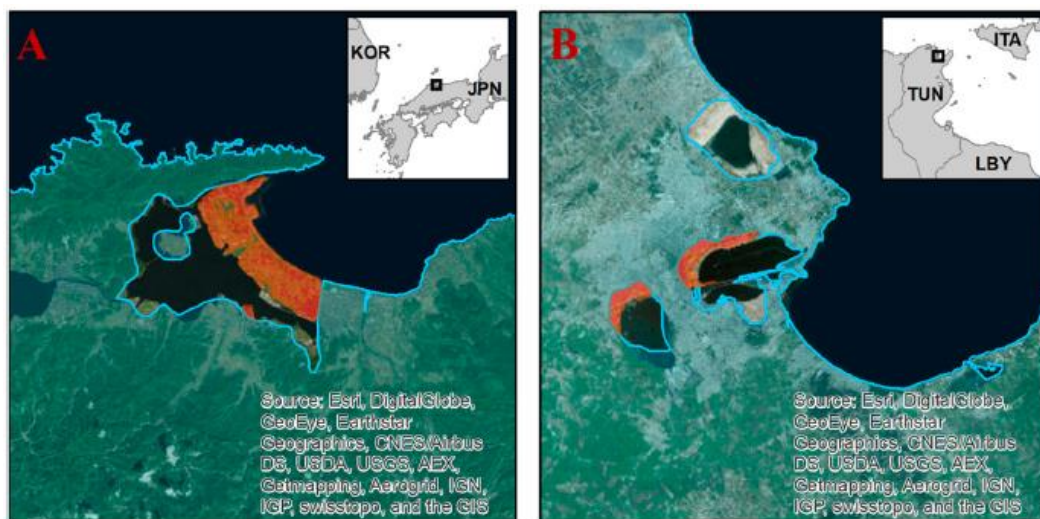 A
KOR
JPN
Source: Esri, DigitalGlobe,
GeoEye, Earthstar
Geographics, CNES/Airbus
DS, USDA, USGS, AEX,
Getmapping, Aerogrid, IGN,
IGP, swisstopo, and the GIS
B
ITA
TUN
LBY
Source: Esri, DigitalGlobe,
GeoEye, Earthstar
Geographics, CNES/Airbus
DS, USDA, USGS, AEX,
Getmapping, Aerogrid, IGN,
IGP, swisstopo, and the GIS